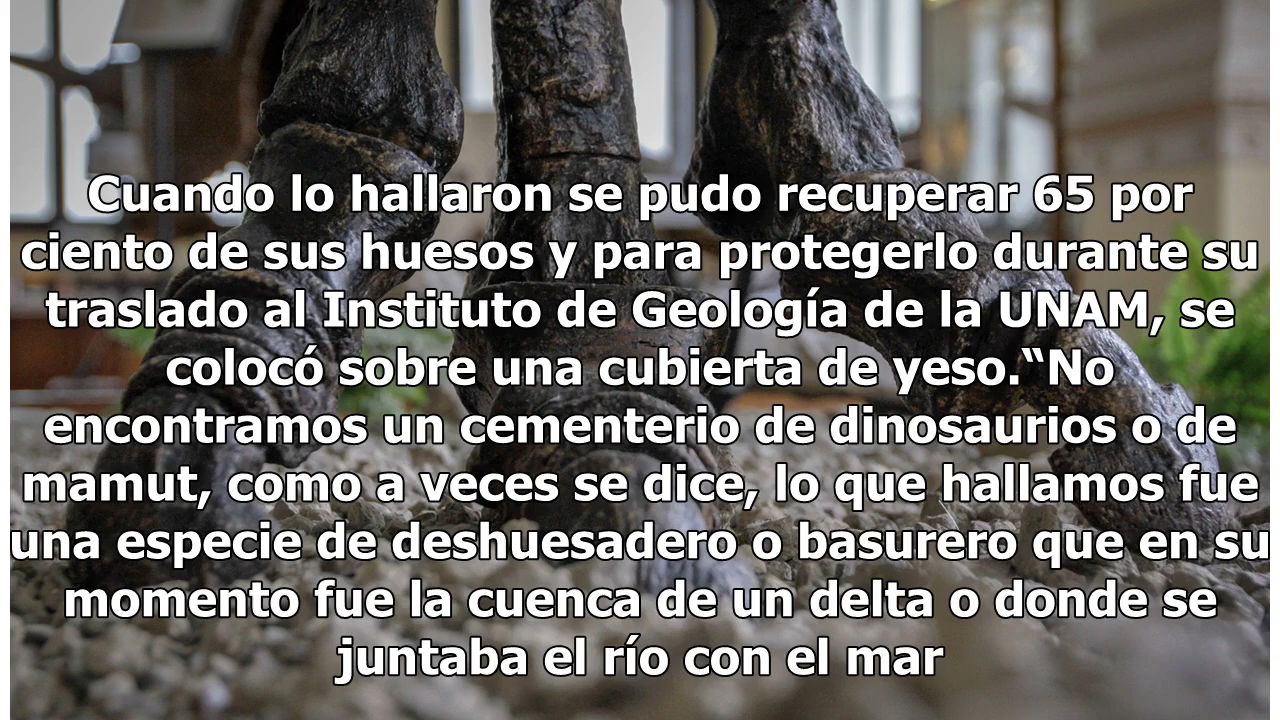 Cuando lo hallaron se pudo recuperar 65 por
ciento de sus huesos y para protegerlo durante su
traslado al Instituto de Geología de la UNAM, se
colocó sobre una cubierta de yeso.“No
encontramos un cementerio de dinosaurios o de
mamut, como a veces se dice, lo que hallamos fue
una especie de deshuesadero o basurero que en su
momento fue la cuenca de un delta o donde se
juntaba el río con el mar